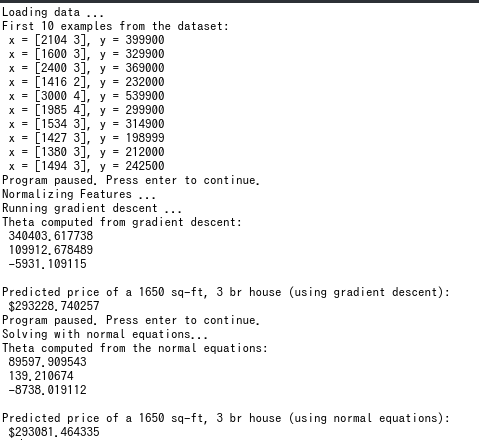 Loading data ...
First 10 examples from the dataset:
x = [2104 3], y = 399900
x = [1600 3], y = 329900
x = [2400 3], y = 369000
x = [1416 2], y = 232000
x = [3000 4], y = 539900
x = [1985 4], y = 299900
x = [1534 3], y = 314900
x = [1427 3], y = 198999
x = [1380 3], y = 212000
x = [1494 3], y = 242500
Program paused. Press enter to continue.
Normalizing Features ...
Running gradient descent ...
Theta computed from gradient descent:
340403.617738
109912.678489
-5931.109115
Predicted price of a 1650 sq-ft, 3 br house (using gradient descent):
$293228.740257
Program paused. Press enter to continue.
Solving with normal equations...
Theta computed from the normal equations:
89597.909543
139.210674
-8738.019112
Predicted price of a 1650 sq-ft, 3 br house (using normal equations):
$293081.464335